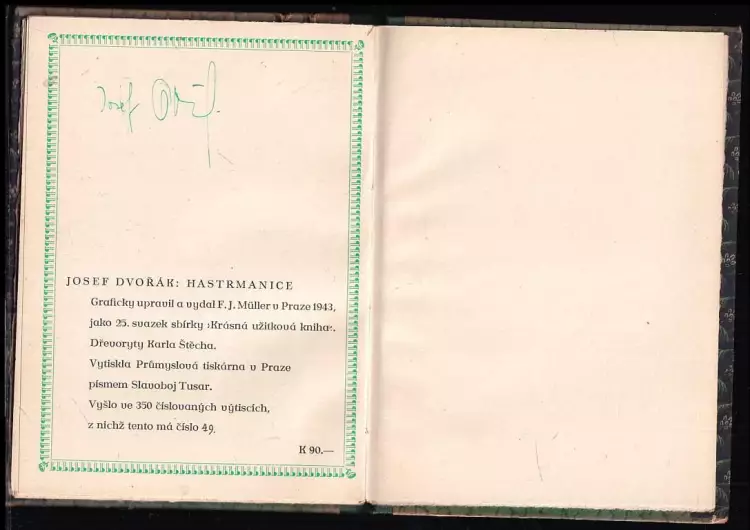 Josef
JOSEF DVOŘÁK: HASTRMANICE
Graficky upravil a vydal F. J. Müller v Praze 1943,
jako 25. svazek sbírky ›Krásná užitková kniha‹.
Dřevoryty Karla Štěcha.
Vytiskla Průmyslová tiskárna v Praze
písmem Slavoboj Tusar.
Vyšlo ve 350 číslovaných výtiscích,
z nichž tento má číslo 49.
K 90.—